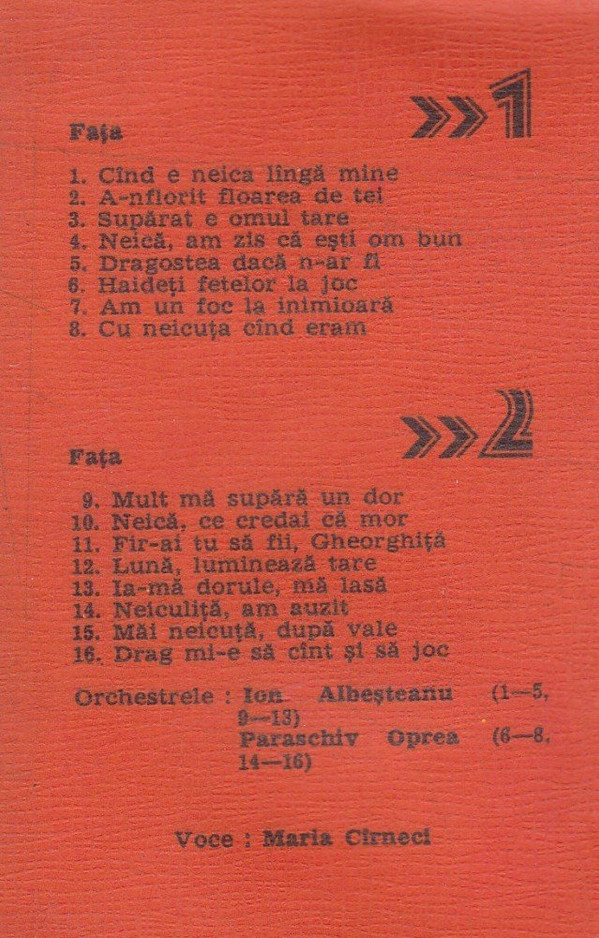 Fața »1
1. Cînd e neica lîngă mine
2. A-nflorit floarea de tei
3. Supărat e omul tare
4. Neică, am zis că ești om bun
5. Dragostea dacă n-ar fi
6. Haideți fetelor la joc
7. Am un foc la inimioară
8. Cu neicuța cînd eram
Fața »2
9. Mult mă supără un dor
10. Neică, ce credai că mor
11. Fir-ai tu să fii, Gheorghiță
12. Lună, luminează tare
13. Ia-mă dorule, mă lasă
14. Neiculiță, am auzit
15. Măi neicuță, după vale
16. Drag mi-e să cînt și să joc
Orchestrele : Ion Albeșteanu (1—5,
9—13)
Paraschiv Oprea (6—8,
14—16)
Voce : Maria Cîrneci